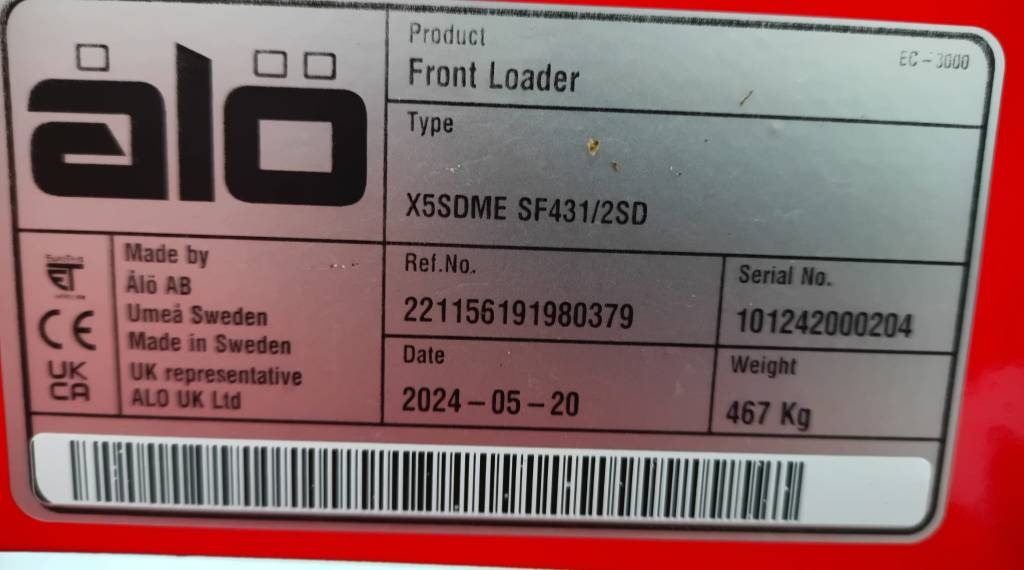 älö
Product
Front Loader
EC-3000
Type
X5SDME SF431/2SD
Made by
Älö AB
Umeå Sweden
Made in Sweden
UK representative
ALO UK Ltd
CE
UK
CA
Ref.No.
221156191980379
Serial No.
101242000204
Date
2024-05-20
Weight
467 Kg